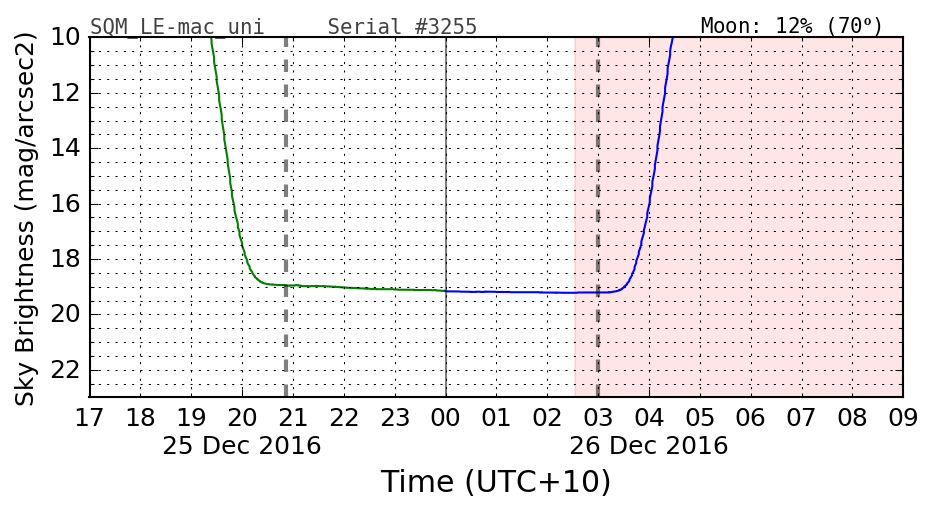 SQM_LE-mac_uni Serial #3255 Moon: 12% (70°)
10
12
14
16
18
20
22
Sky Brightness (mag/arcsec2)
17 18 19 20 21 22 23 00 01 02 03 04 05 06 07 08 09
25 Dec 2016 26 Dec 2016
Time (UTC+10)